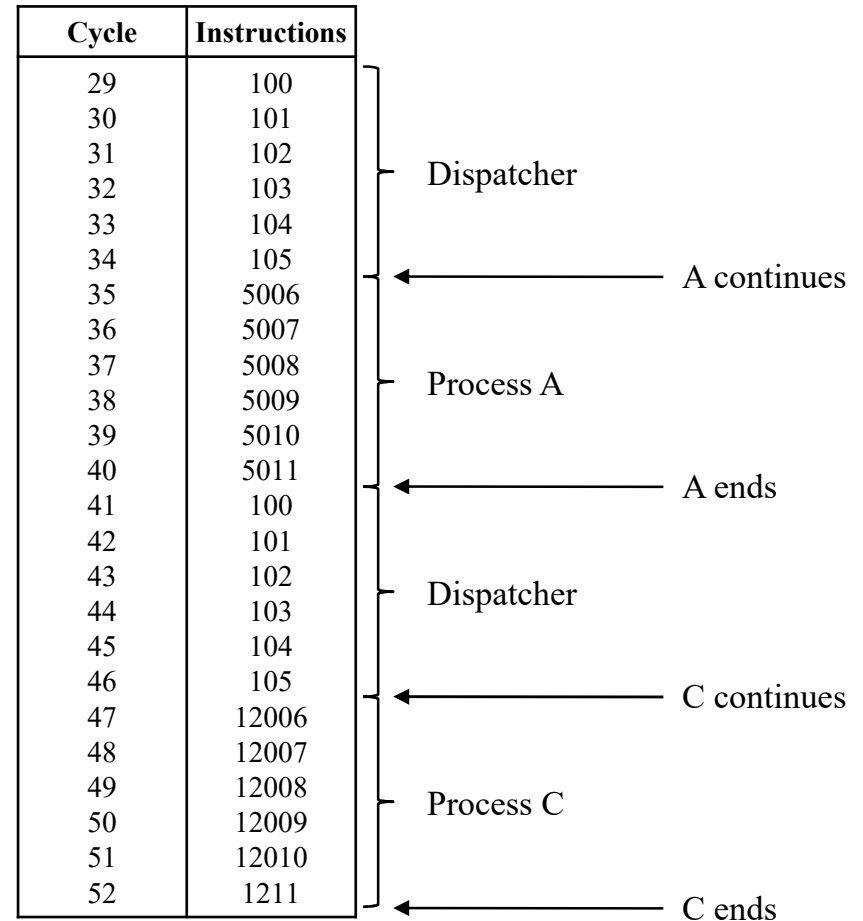 Cycle Instructions
29 100
30 101
31 102
32 103
Dispatcher
33 104
34 105
A continues
35 5006
36 5007
37 5008
Process A
38 5009
39 5010
40 5011
A ends
41 100
42 101
43 102
Dispatcher
44 103
45 104
46 105
C continues
47 12006
48 12007
49 12008
Process C
50 12009
51 12010
52 1211
C ends